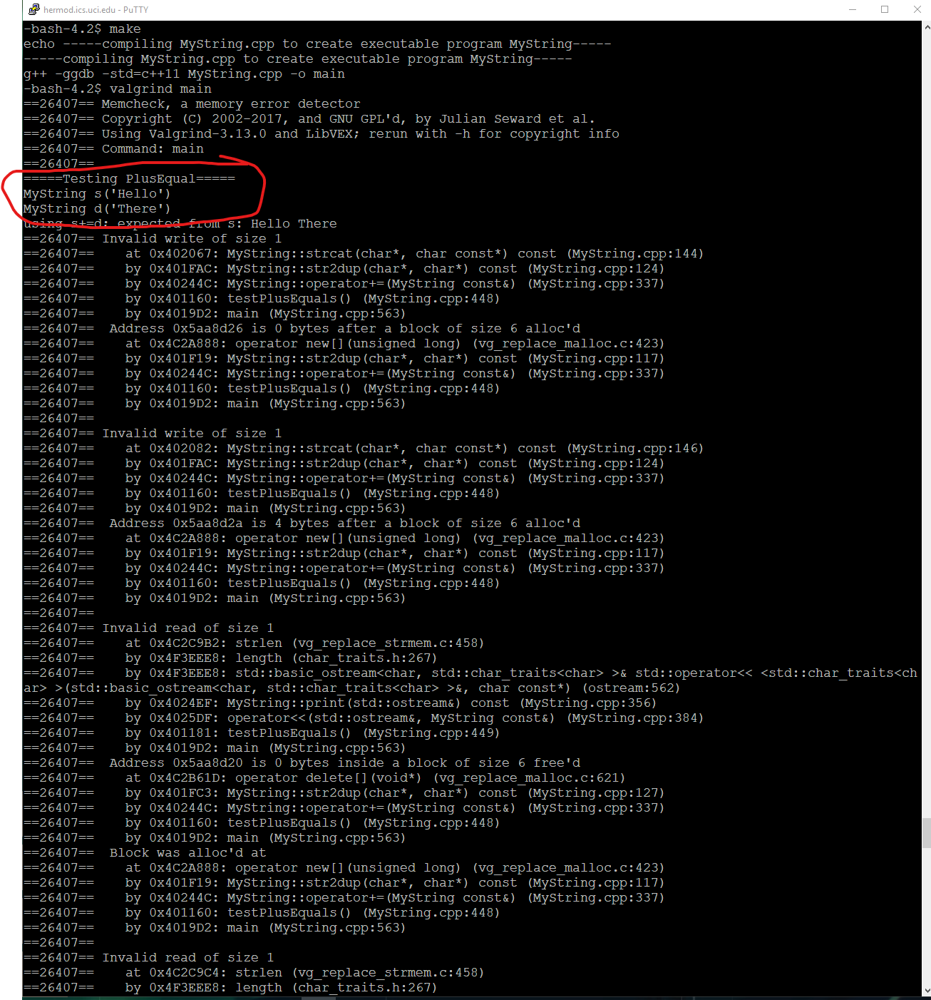 hermod.ics.uci.edu - PuTTY
-bash-4.2$ make
echo -----compiling MyString.cpp to create executable program MyString-----
-----compiling MyString.cpp to create executable program MyString-----
g++ -ggdb -std=c++11 MyString.cpp -o main
-bash-4.2$ valgrind main
==26407== Memcheck, a memory error detector
==26407== Copyright (C) 2002-2017, and GNU GPL'd, by Julian Seward et al.
==26407== Using Valgrind-3.13.0 and LibVEX; rerun with -h for copyright info
==26407== Command: main
==26407==
=====Testing PlusEqual=====
MyString s('Hello')
MyString d('There')
using s+=d; expected from s: Hello There
==26407== Invalid write of size 1
==26407==    at 0x402067: MyString::strcat(char*, char const*) const (MyString.cpp:144)
==26407==    by 0x401FAC: MyString::str2dup(char*, char*) const (MyString.cpp:124)
==26407==    by 0x40244C: MyString::operator+=(MyString const&) (MyString.cpp:337)
==26407==    by 0x401160: testPlusEquals() (MyString.cpp:448)
==26407==    by 0x4019D2: main (MyString.cpp:563)
==26407==  Address 0x5aa8d26 is 0 bytes after a block of size 6 alloc'd
==26407==    at 0x4C2A888: operator new[](unsigned long) (vg_replace_malloc.c:423)
==26407==    by 0x401F19: MyString::str2dup(char*, char*) const (MyString.cpp:117)
==26407==    by 0x40244C: MyString::operator+=(MyString const&) (MyString.cpp:337)
==26407==    by 0x401160: testPlusEquals() (MyString.cpp:448)
==26407==    by 0x4019D2: main (MyString.cpp:563)
==26407==
==26407== Invalid write of size 1
==26407==    at 0x402082: MyString::strcat(char*, char const*) const (MyString.cpp:146)
==26407==    by 0x401FAC: MyString::str2dup(char*, char*) const (MyString.cpp:124)
==26407==    by 0x40244C: MyString::operator+=(MyString const&) (MyString.cpp:337)
==26407==    by 0x401160: testPlusEquals() (MyString.cpp:448)
==26407==    by 0x4019D2: main (MyString.cpp:563)
==26407==  Address 0x5aa8d2a is 4 bytes after a block of size 6 alloc'd
==26407==    at 0x4C2A888: operator new[](unsigned long) (vg_replace_malloc.c:423)
==26407==    by 0x401F19: MyString::str2dup(char*, char*) const (MyString.cpp:117)
==26407==    by 0x40244C: MyString::operator+=(MyString const&) (MyString.cpp:337)
==26407==    by 0x401160: testPlusEquals() (MyString.cpp:448)
==26407==    by 0x4019D2: main (MyString.cpp:563)
==26407==
==26407== Invalid read of size 1
==26407==    at 0x4C2C9B2: strlen (vg_replace_strmem.c:458)
==26407==    by 0x4F3EEE8: length (char_traits.h:267)
==26407==    by 0x4F3EEE8: std::basic_ostream<char, std::char_traits<char> >& std::operator<< <std::char_traits<ch
ar> >(std::basic_ostream<char, std::char_traits<char> >&, char const*) (ostream:562)
==26407==    by 0x4024EF: MyString::print(std::ostream&) const (MyString.cpp:356)
==26407==    by 0x4025DF: operator<<(std::ostream&, MyString const&) (MyString.cpp:384)
==26407==    by 0x401181: testPlusEquals() (MyString.cpp:449)
==26407==    by 0x4019D2: main (MyString.cpp:563)
==26407==  Address 0x5aa8d20 is 0 bytes inside a block of size 6 free'd
==26407==    at 0x4C2B61D: operator delete[](void*) (vg_replace_malloc.c:621)
==26407==    by 0x401FC3: MyString::str2dup(char*, char*) const (MyString.cpp:127)
==26407==    by 0x40244C: MyString::operator+=(MyString const&) (MyString.cpp:337)
==26407==    by 0x401160: testPlusEquals() (MyString.cpp:448)
==26407==    by 0x4019D2: main (MyString.cpp:563)
==26407==  Block was alloc'd at
==26407==    at 0x4C2A888: operator new[](unsigned long) (vg_replace_malloc.c:423)
==26407==    by 0x401F19: MyString::str2dup(char*, char*) const (MyString.cpp:117)
==26407==    by 0x40244C: MyString::operator+=(MyString const&) (MyString.cpp:337)
==26407==    by 0x401160: testPlusEquals() (MyString.cpp:448)
==26407==    by 0x4019D2: main (MyString.cpp:563)
==26407==
==26407== Invalid read of size 1
==26407==    at 0x4C2C9C4: strlen (vg_replace_strmem.c:458)
==26407==    by 0x4F3EEE8: length (char_traits.h:267)